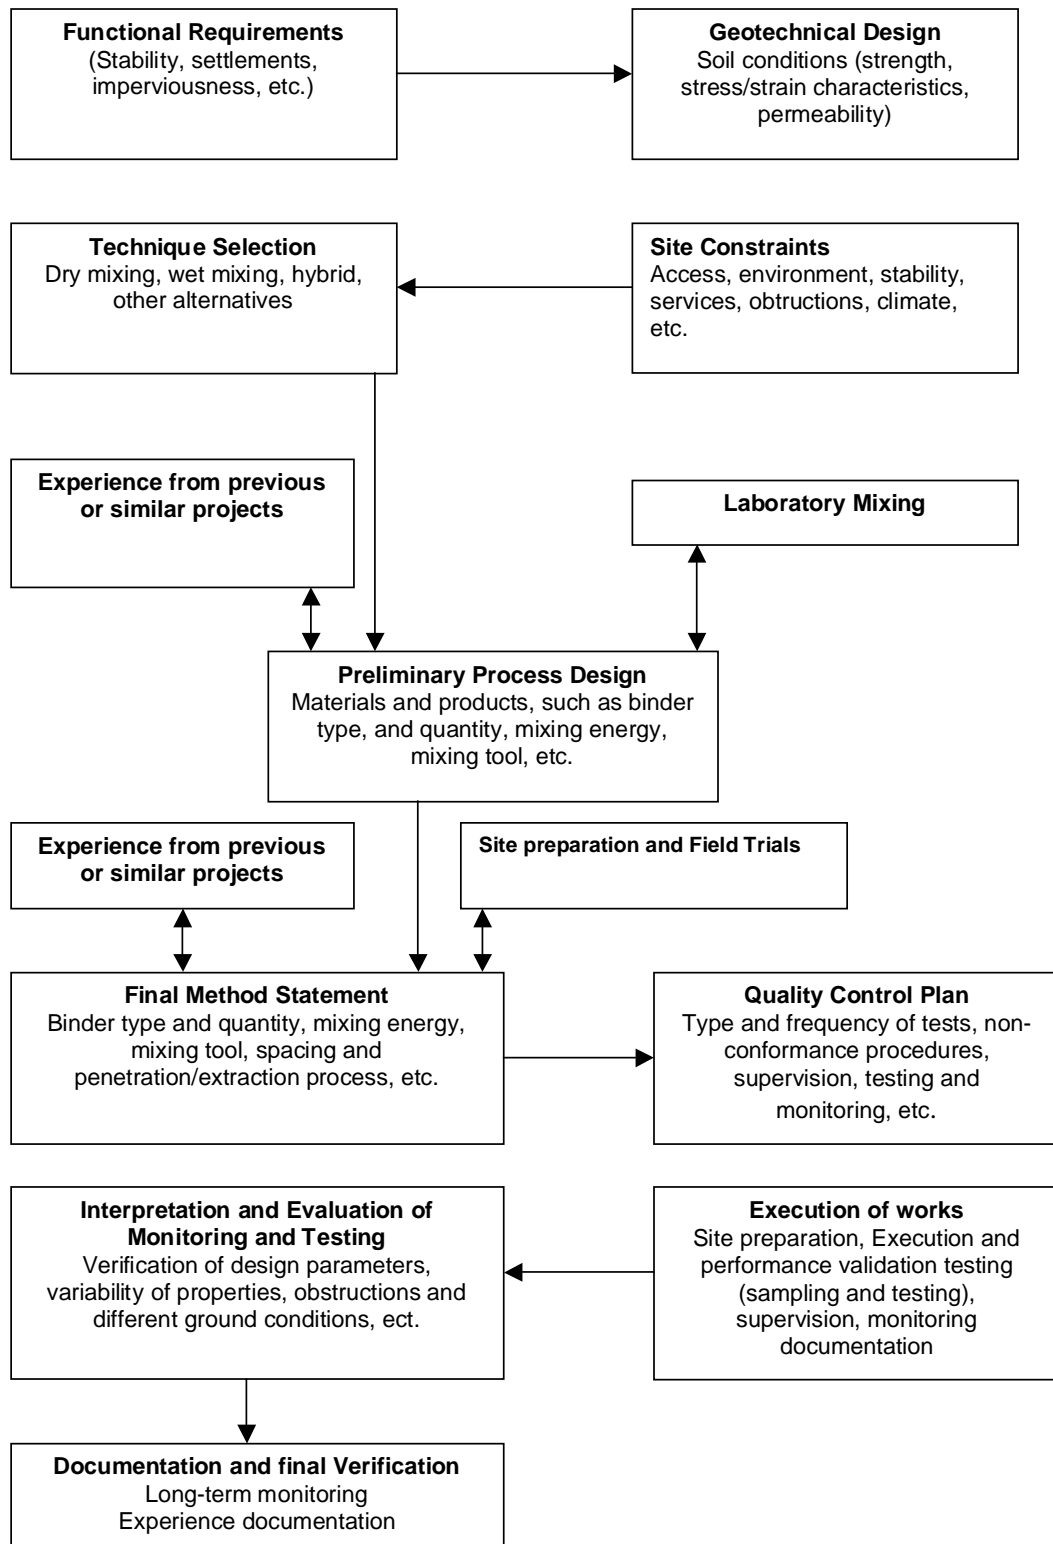 Functional Requirements
(Stability, settlements,
imperviousness, etc.)
Geotechnical Design
Soil conditions (strength,
stress/strain characteristics,
permeability)
Technique Selection
Dry mixing, wet mixing, hybrid,
other alternatives
Site Constraints
Access, environment, stability,
services, obtructions, climate,
etc.
Experience from previous
or similar projects
Laboratory Mixing
Preliminary Process Design
Materials and products, such as binder
type, and quantity, mixing energy,
mixing tool, etc.
Experience from previous
or similar projects
Site preparation and Field Trials
Final Method Statement
Binder type and quantity, mixing energy,
mixing tool, spacing and
penetration/extraction process, etc.
Quality Control Plan
Type and frequency of tests, non-
conformance procedures,
supervision, testing and
monitoring, etc.
Interpretation and Evaluation of
Monitoring and Testing
Verification of design parameters,
variability of properties, obstructions and
different ground conditions, ect.
Execution of works
Site preparation, Execution and
performance validation testing
(sampling and testing),
supervision, monitoring
documentation
Documentation and final Verification
Long-term monitoring
Experience documentation